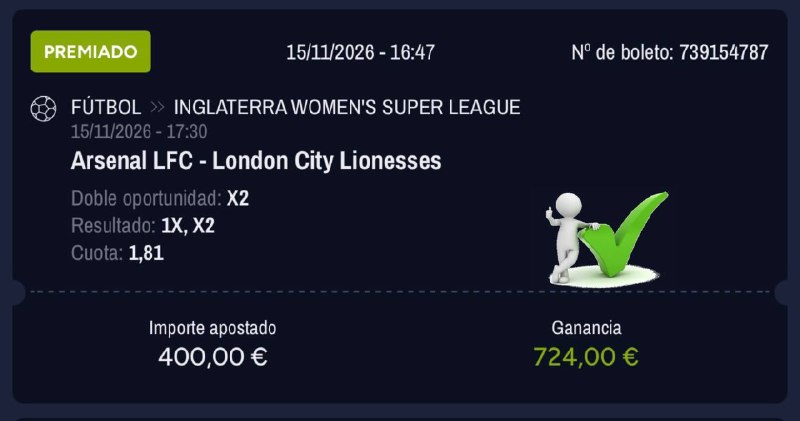 PREMIADO 15/11/2026 - 16:47 Nº de boleto: 739154787
FÚTBOL >> INGLATERRA WOMEN'S SUPER LEAGUE
15/11/2026 - 17:30
Arsenal LFC - London City Lionesses
Doble oportunidad: X2
Resultado: 1X, X2
Cuota: 1,81
Importe apostado Ganancia
400,00 € 724,00 €